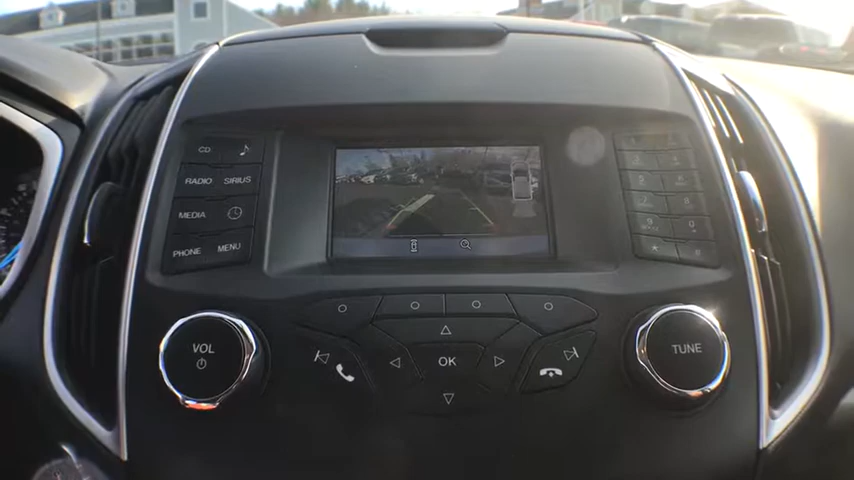 CD
RADIO SIRIUS
MEDIA
PHONE MENU
VOL
OK
TUNE